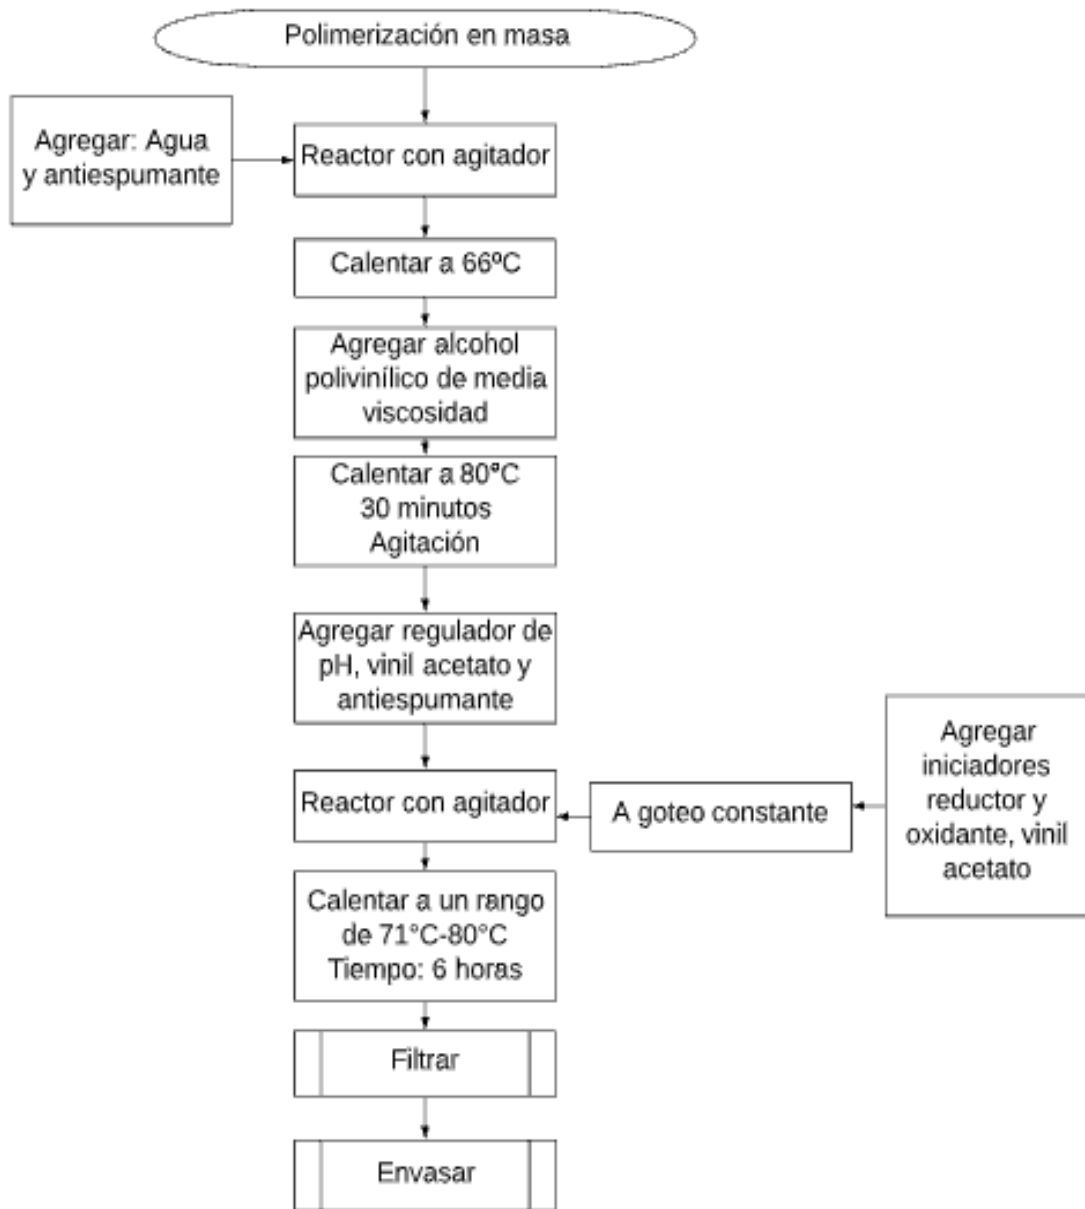 Polimerización en masa
Agregar: Agua
y antiespumante
Reactor con agitador
Calentar a 66ºC
Agregar alcohol
polivinílico de media
viscosidad
Calentar a 80ªC
30 minutos
Agitación
Agregar regulador de
pH, vinil acetato y
antiespumante
Reactor con agitador
A goteo constante
Agregar
iniciadores
reductor y
oxidante, vinil
acetato
Calentar a un rango
de 71°C-80°C
Tiempo: 6 horas
Filtrar
Envasar